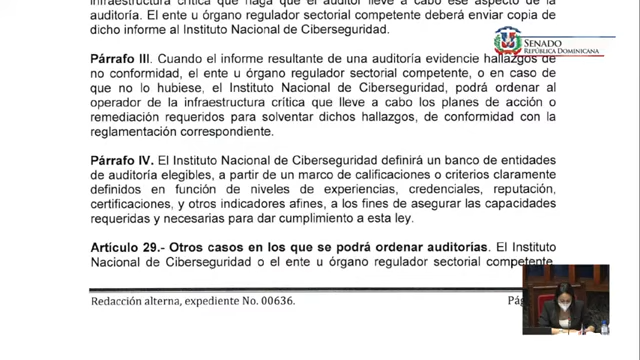 infraestructura crítica que haga que el auditor lleve a cabo ese aspecto de la
auditoría. El ente u órgano regulador sectorial competente deberá enviar copia de
dicho informe al Instituto Nacional de Ciberseguridad.
SENADO
REPÚBLICA DOMINICANA
Párrafo III. Cuando el informe resultante de una auditoría evidencie hallazgos de
no conformidad, el ente u órgano regulador sectorial competente, o en caso de
que no lo hubiese, el Instituto Nacional de Ciberseguridad, podrá ordenar al
operador de la infraestructura crítica que lleve a cabo los planes de acción o
remediación requeridos para solventar dichos hallazgos, de conformidad con la
reglamentación correspondiente.
Párrafo IV. El Instituto Nacional de Ciberseguridad definirá un banco de entidades
de auditoría elegibles, a partir de un marco de calificaciones o criterios claramente
definidos en función de niveles de experiencias, credenciales, reputación,
certificaciones, y otros indicadores afines, a los fines de asegurar las capacidades
requeridas y necesarias para dar cumplimiento a esta ley.
Artículo 29.- Otros casos en los que se podrá ordenar auditorías. El Instituto
Nacional de Ciberseguridad o el ente u órgano regulador sectorial competente,
Redacción alterna, expediente No. 00636.